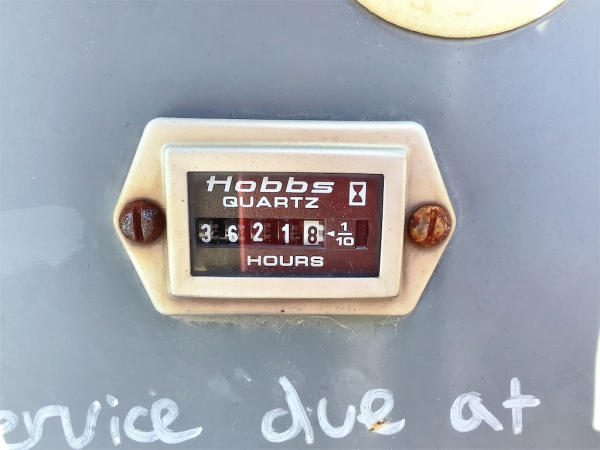 Hobbs
QUARTZ
36218 ◄ 1/10
HOURS
ervice due at